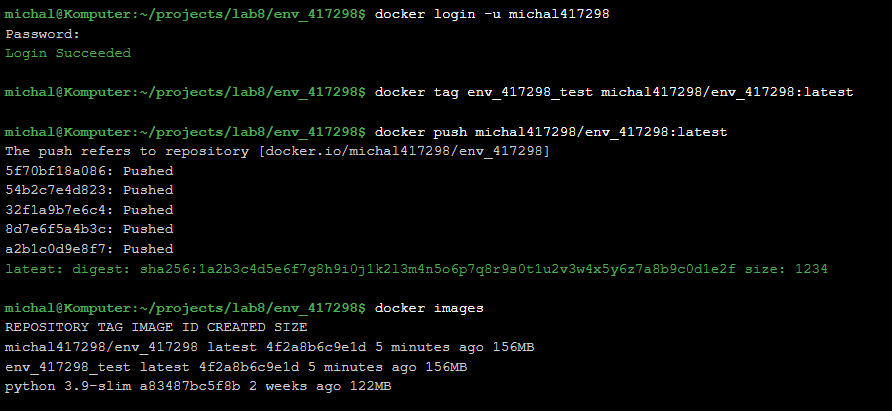 michal@Komputer:~/projects/lab8/env_417298$ docker login -u michal417298
Password:
Login Succeeded
michal@Komputer:~/projects/lab8/env_417298$ docker tag env_417298_test michal417298/env_417298:latest
michal@Komputer:~/projects/lab8/env_417298$ docker push michal417298/env_417298:latest
The push refers to repository [docker.io/michal417298/env_417298]
5f70bf18a086: Pushed
54b2c7e4d823: Pushed
32f1a9b7e6c4: Pushed
8d7e6f5a4b3c: Pushed
a2b1c0d9e8f7: Pushed
latest: digest: sha256:1a2b3c4d5e6f7g8h9i0j1k2l3m4n5o6p7q8r9s0t1u2v3w4x5y6z7a8b9c0d1e2f size: 1234
michal@Komputer:~/projects/lab8/env_417298$ docker images
REPOSITORY TAG IMAGE ID CREATED SIZE
michal417298/env_417298 latest 4f2a8b6c9e1d 5 minutes ago 156MB
env_417298_test latest 4f2a8b6c9e1d 5 minutes ago 156MB
python 3.9-slim a83487bc5f8b 2 weeks ago 122MB